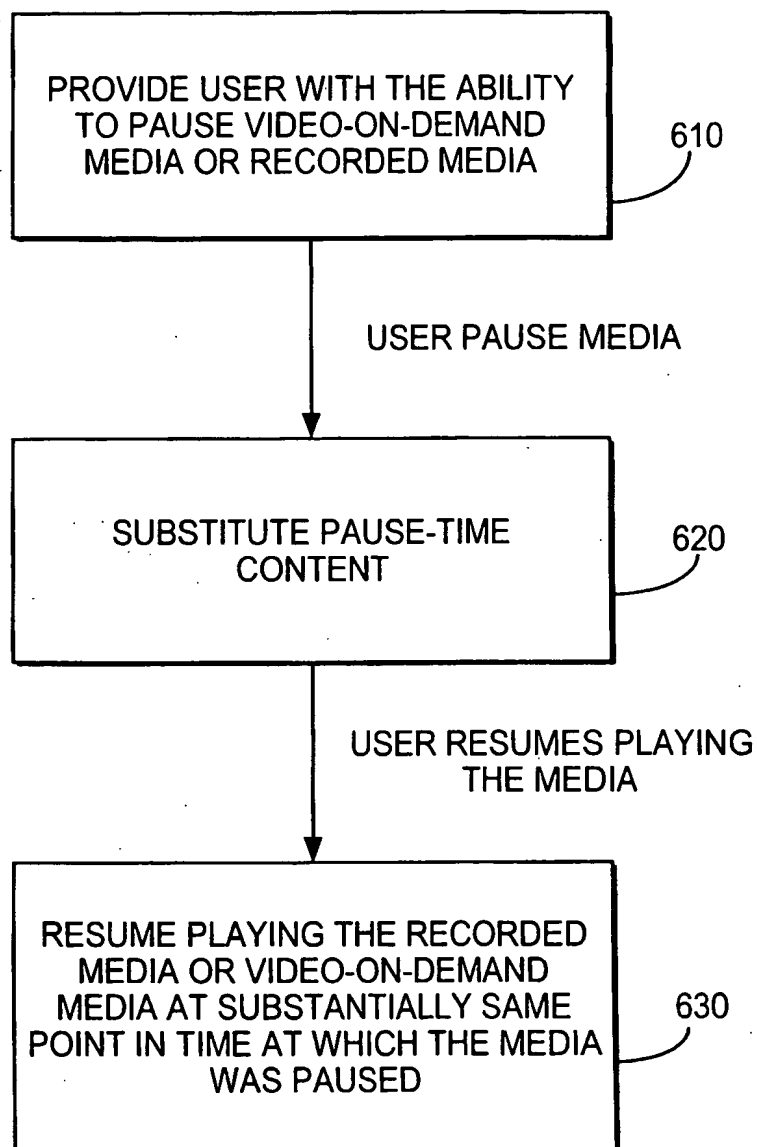 PROVIDE USER WITH THE ABILITY
TO PAUSE VIDEO-ON-DEMAND
MEDIA OR RECORDED MEDIA
610
USER PAUSE MEDIA
SUBSTITUTE PAUSE-TIME
CONTENT
620
USER RESUMES PLAYING
THE MEDIA
RESUME PLAYING THE RECORDED
MEDIA OR VIDEO-ON-DEMAND
MEDIA AT SUBSTANTIALLY SAME
POINT IN TIME AT WHICH THE MEDIA
WAS PAUSED
630